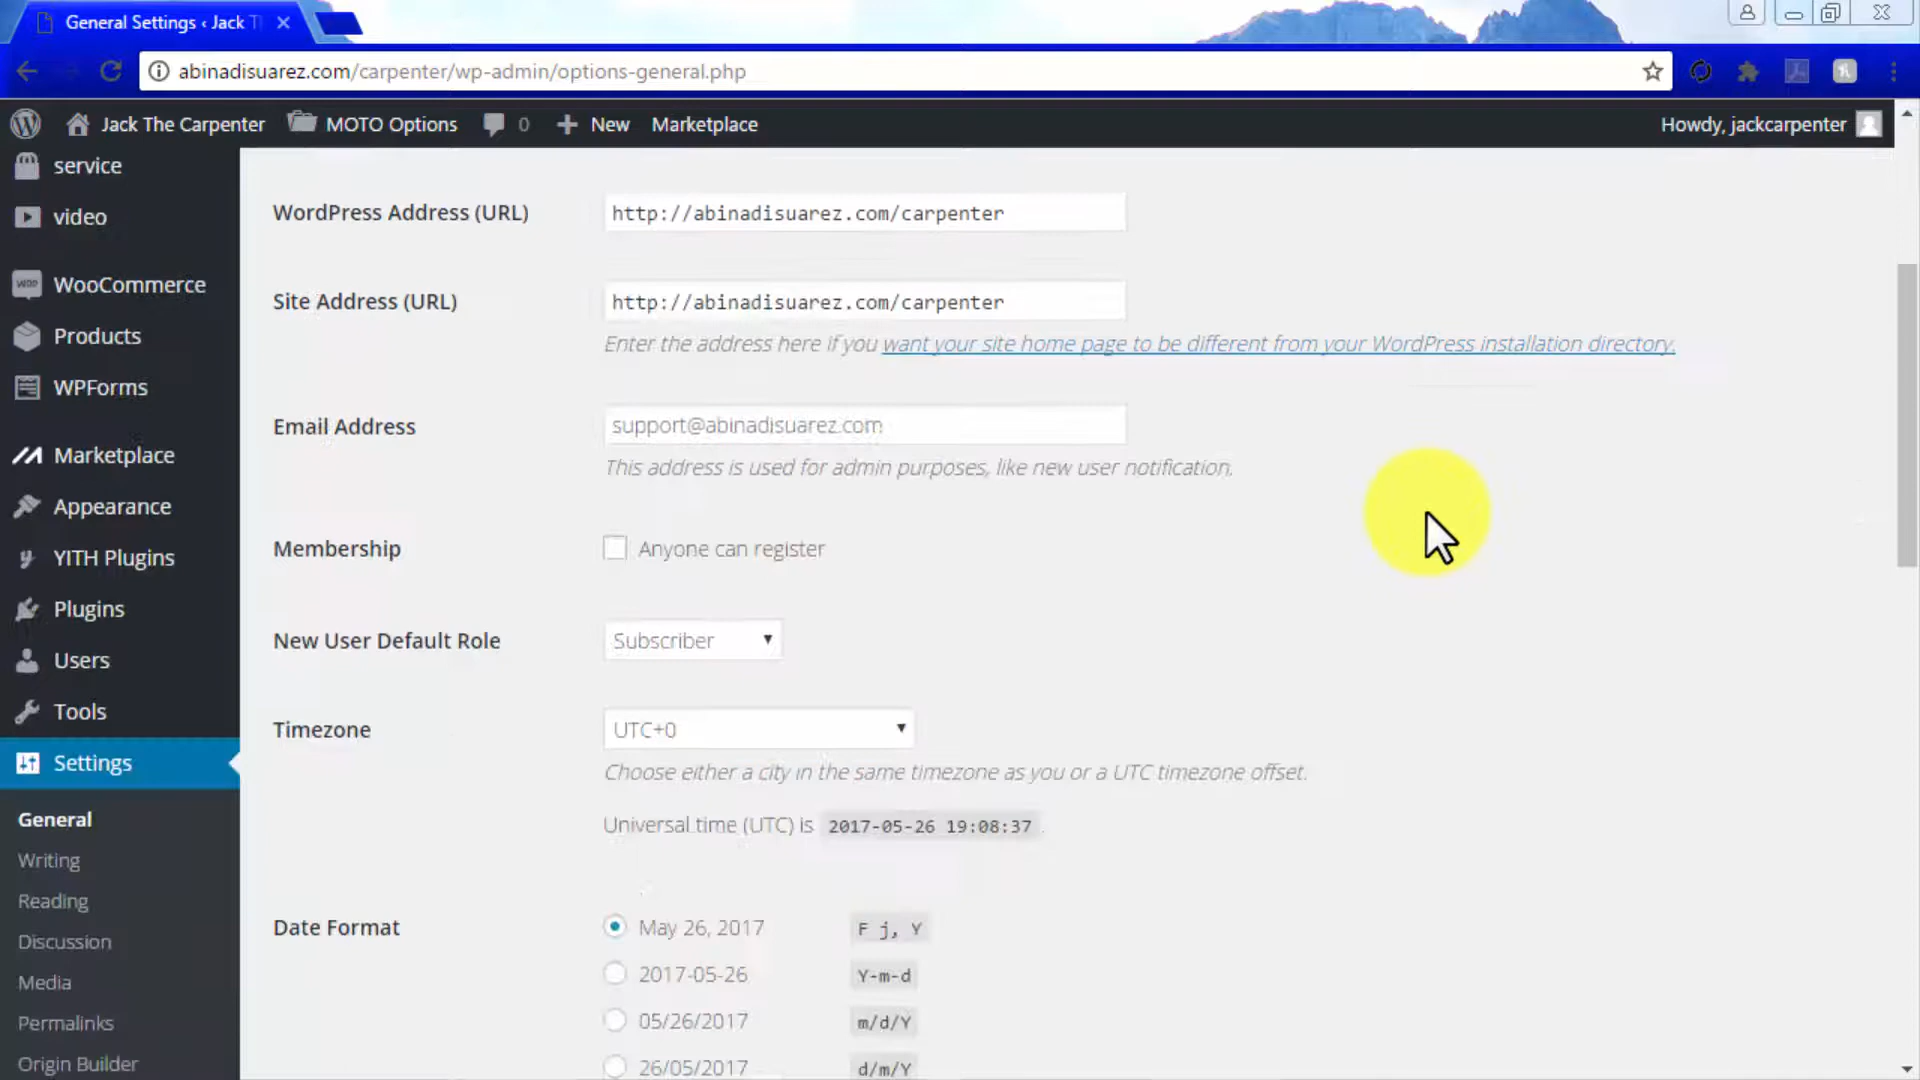 General Settings ‹ Jack T
abinadisuarez.com/carpenter/wp-admin/options-general.php
Jack The Carpenter
MOTO Options
0
New
Marketplace
Howdy, jackcarpenter
service
video
WooCommerce
Products
WPForms
Marketplace
Appearance
YITH Plugins
Plugins
Users
Tools
Settings
General
Writing
Reading
Discussion
Media
Permalinks
Origin Builder
WordPress Address (URL)
http://abinadisuarez.com/carpenter
Site Address (URL)
http://abinadisuarez.com/carpenter
Enter the address here if you want your site home page to be different from your WordPress installation directory.
Email Address
support@abinadisuarez.com
This address is used for admin purposes, like new user notification.
Membership
Anyone can register
New User Default Role
Subscriber
Timezone
UTC+0
Choose either a city in the same timezone as you or a UTC timezone offset.
Universal time (UTC) is 2017-05-26 19:08:37 .
Date Format
May 26, 2017 F j, Y
2017-05-26 Y-m-d
05/26/2017 m/d/Y
26/05/2017 d/m/Y